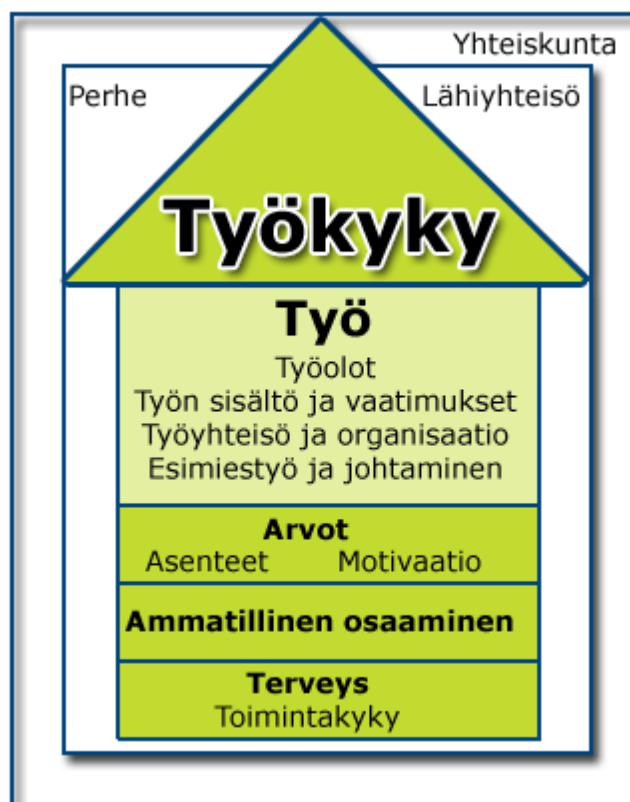 Yhteiskunta
Perhe Lähiyhteisö
Työkyky
Työ
Työolot
Työn sisältö ja vaatimukset
Työyhteisö ja organisaatio
Esimiestyö ja johtaminen
Arvot
Asenteet Motivaatio
Ammatillinen osaaminen
Terveys
Toimintakyky